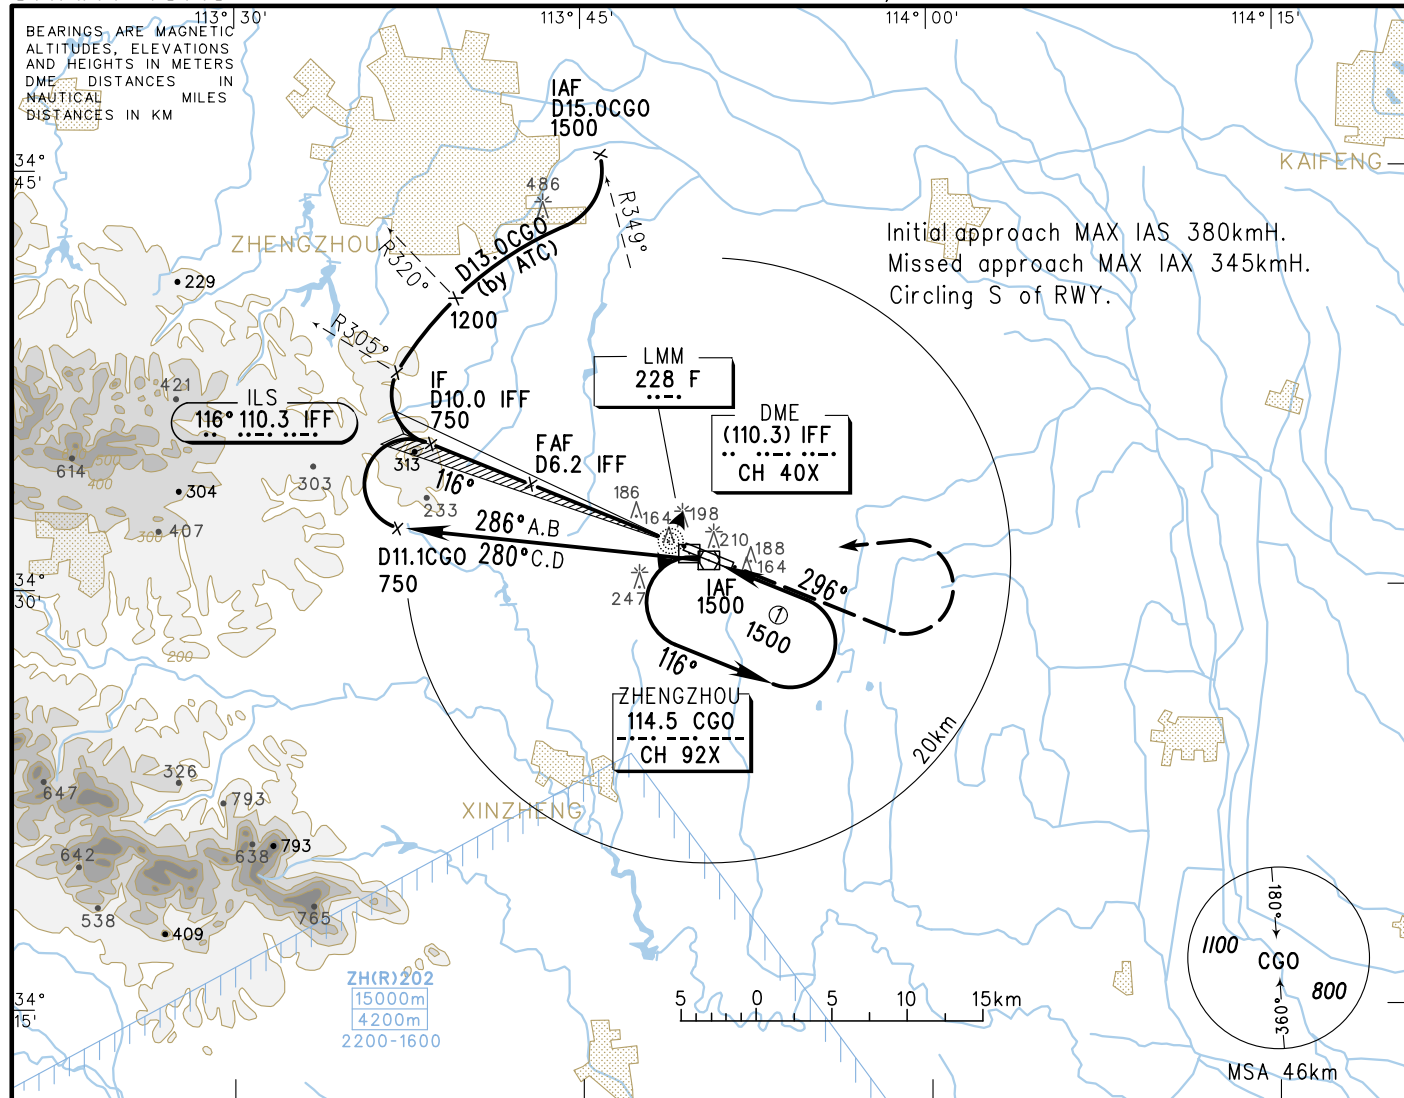 113° 30'
113° 45'
114° 00'
114° 15'
BEARINGS ARE MAGNETIC
ALTITUDES, ELEVATIONS
AND HEIGHTS IN METERS
DME DISTANCES IN
NAUTICAL MILES
DISTANCES IN KM
IAF
D15.0CGO
1500
34°
45'
KAIFENG
486
R349°
ZHENGZHOU
R320°
D13.0CGO
(by ATC)
Initial approach MAX IAS 380kmH.
Missed approach MAX IAX 345kmH.
Circling S of RWY.
229
1200
R305°
LMM
228 F
421
ILS
116° 110.3 IFF
IF
D10.0 IFF
750
DME
(110.3) IFF
CH 40X
FAF
D6.2 IFF
313
116°
614
500
400
303
304
233
300
407
186
164
198
210
188
164
286° A.B
280° C.D
D11.1CGO
750
247
IAF
1500
296°
1
1500
34°
30'
116°
200
ZHENGZHOU
114.5 CGO
CH 92X
20km
326
647
793
XINZHENG
638
793
642
538
765
409
180°
1100
CGO
800
360°
MSA 46km
ZH(R)202
15000m
4200m
2200-1600
5 0 5 10 15km
34°
15'